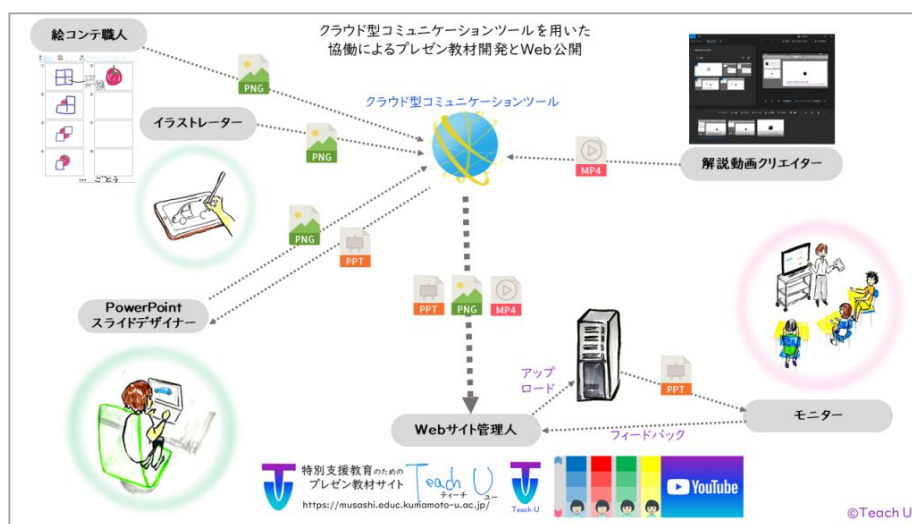 クラウド型コミュニケーションツールを用いた
協働によるプレゼン教材開発とWeb公開
絵コンテ職人
PNG
イラストレーター
PNG
クラウド型コミュニケーションツール
MP4
解説動画クリエイター
PNG
PPT
PowerPoint
スライドデザイナー
PPT
PNG
MP4
アップ
ロード
PPT
Webサイト管理人
モニター
フィードバック
特別支援教育のための
プレゼン教材サイト
Teach U
ティーチ ユー
https://musashi.educ.kumamoto-u.ac.jp/
Teach U
YouTube
©Teach U
ごとう